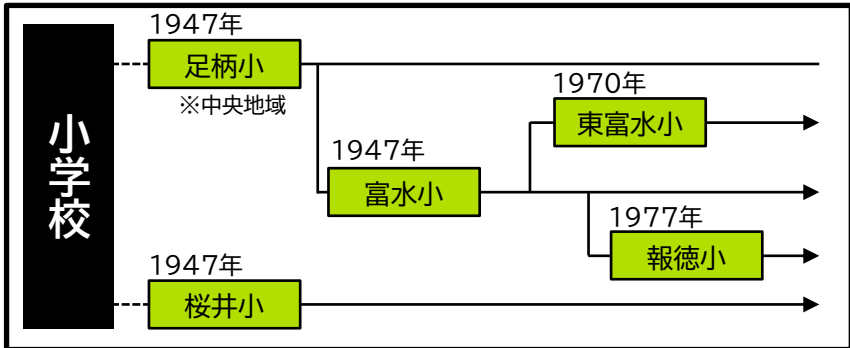 小学校
1947年
足柄小
※中央地域
1947年
富水小
1970年
東富水小
1977年
報徳小
1947年
桜井小